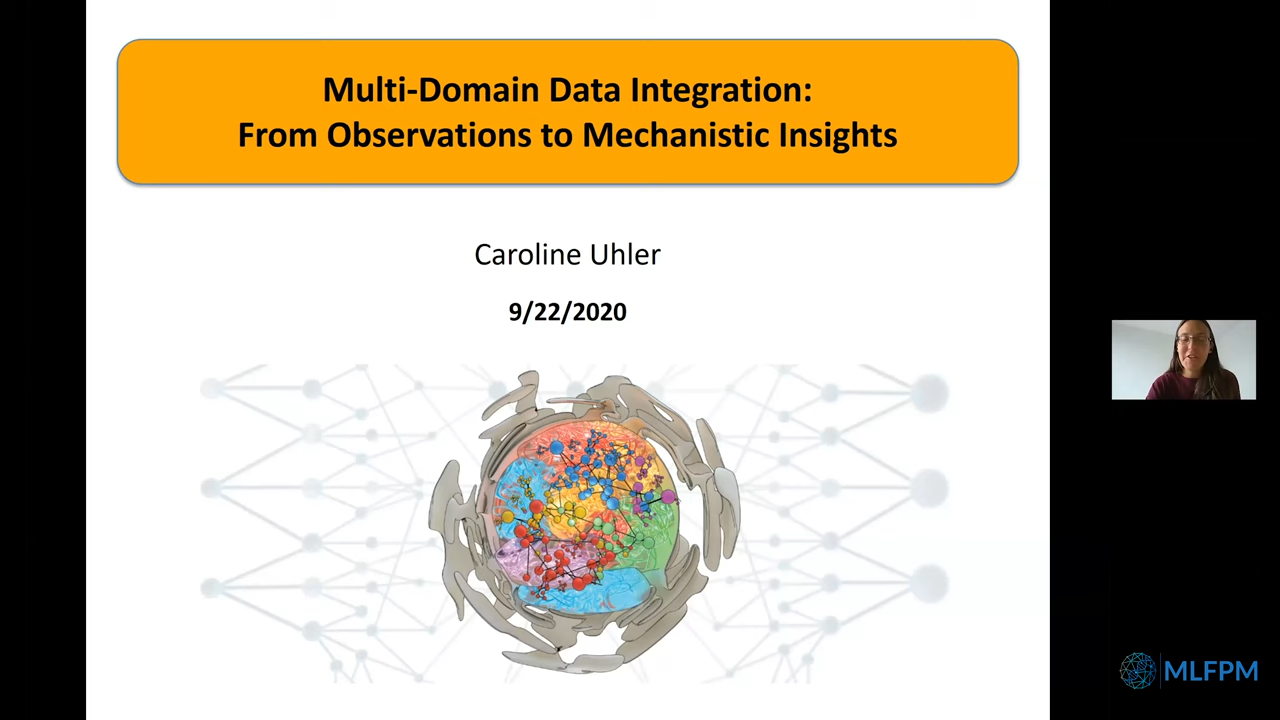 Multi-Domain Data Integration:
From Observations to Mechanistic Insights
Caroline Uhler
9/22/2020
MLFPM